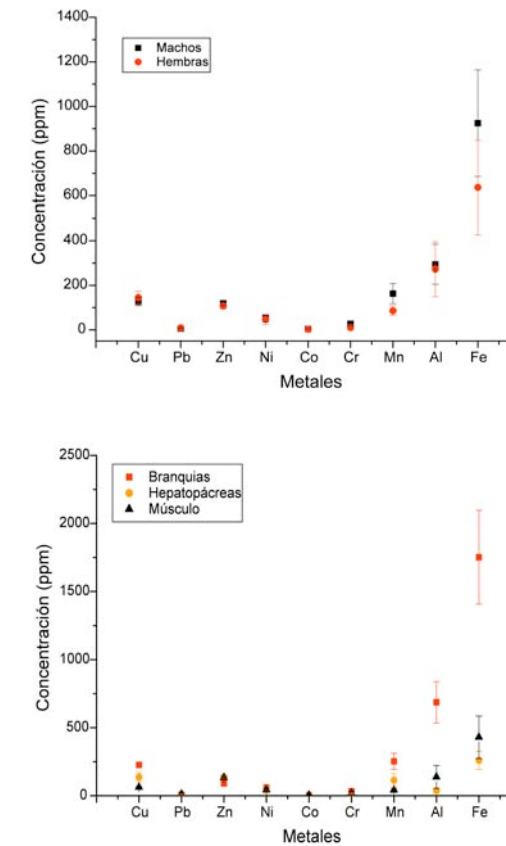 1400
1200
1000
800
600
400
200
0
Concentración (ppm)
Machos
Hembras
Cu Pb Zn Ni Co Cr Mn Al Fe
Metales
2500
2000
1500
1000
500
0
Concentración (ppm)
Branquias
Hepatopácreas
Músculo
Cu Pb Zn Ni Co Cr Mn Al Fe
Metales